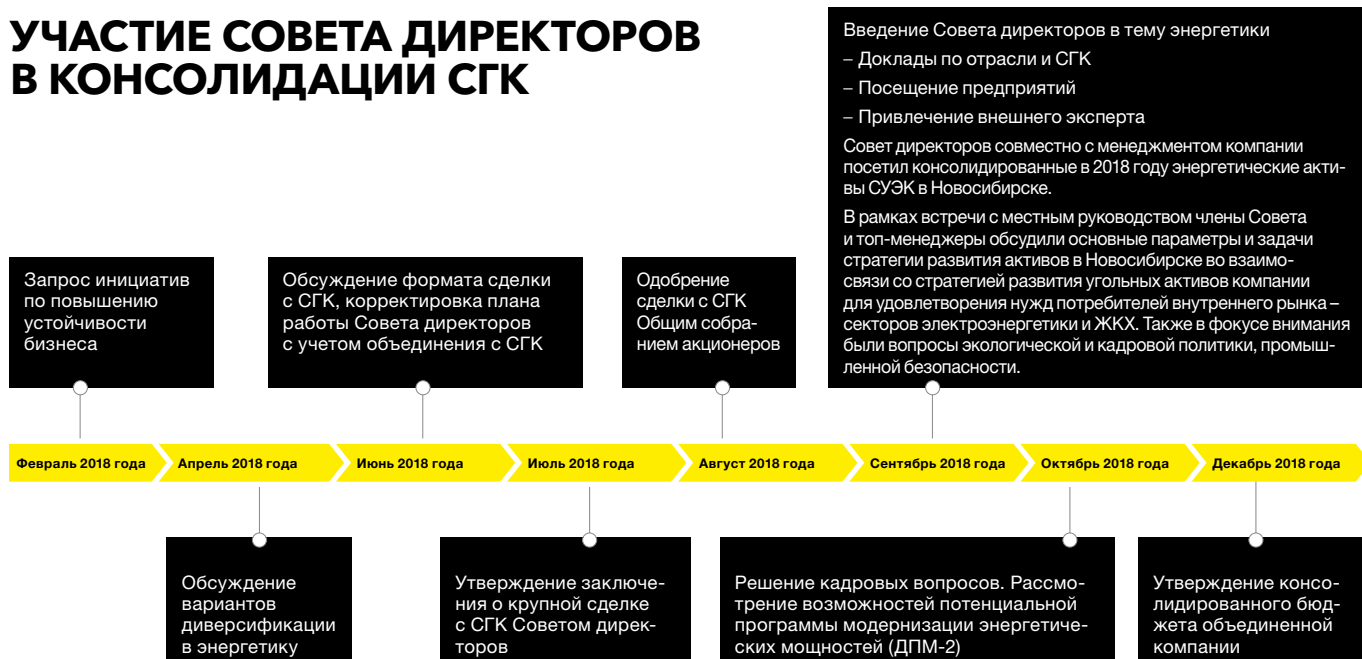 УЧАСТИЕ СОВЕТА ДИРЕКТОРОВ
В КОНСОЛИДАЦИИ СГК
Введение Совета директоров в тему энергетики
– Доклады по отрасли и СГК
– Посещение предприятий
– Привлечение внешнего эксперта
Совет директоров совместно с менеджментом компании
посетил консолидированные в 2018 году энергетические акти-
вы СУЭК в Новосибирске.
В рамках встречи с местным руководством члены Совета
и топ-менеджеры обсудили основные параметры и задачи
стратегии развития активов в Новосибирске во взаимо-
связи со стратегией развития угольных активов компании
для удовлетворения нужд потребителей внутреннего рынка –
секторов электроэнергетики и ЖКХ. Также в фокусе внимания
были вопросы экологической и кадровой политики, промыш-
ленной безопасности.
Запрос инициатив
по повышению
устойчивости
бизнеса
Обсуждение формата сделки
с СГК, корректировка плана
работы Совета директоров
с учетом объединения с СГК
Одобрение
сделки с СГК
Общим собра-
нием акционеров
Февраль 2018 года
Апрель 2018 года
Июнь 2018 года
Июль 2018 года
Август 2018 года
Сентябрь 2018 года
Октябрь 2018 года
Декабрь 2018 года
Обсуждение
вариантов
диверсификации
в энергетику
Утверждение заключе-
ния о крупной сделке
с СГК Советом дирек-
торов
Решение кадровых вопросов. Рассмо-
трение возможностей потенциальной
программы модернизации энергетиче-
ских мощностей (ДПМ-2)
Утверждение консо-
лидированного бюд-
жета объединенной
компании